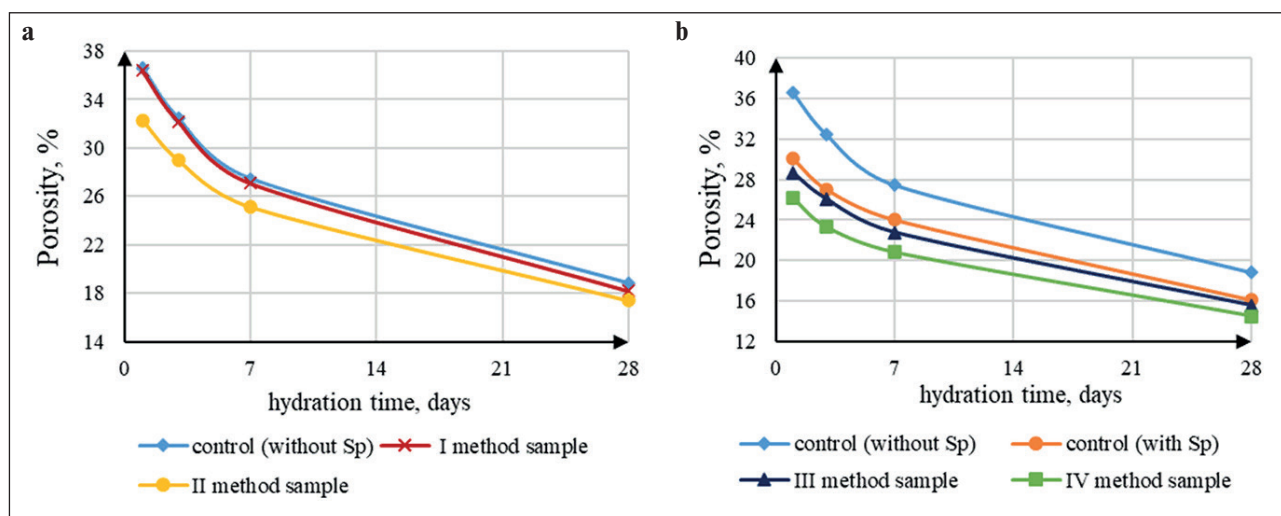 a
38
34
30
26
22
18
14
Porosity, %
0 7 14 21 28
hydration time, days
control (without Sp) I method sample
II method sample
b
40
36
32
28
24
20
16
12
Porosity, %
0 7 14 21 28
hydration time, days
control (without Sp) control (with Sp)
III method sample IV method sample